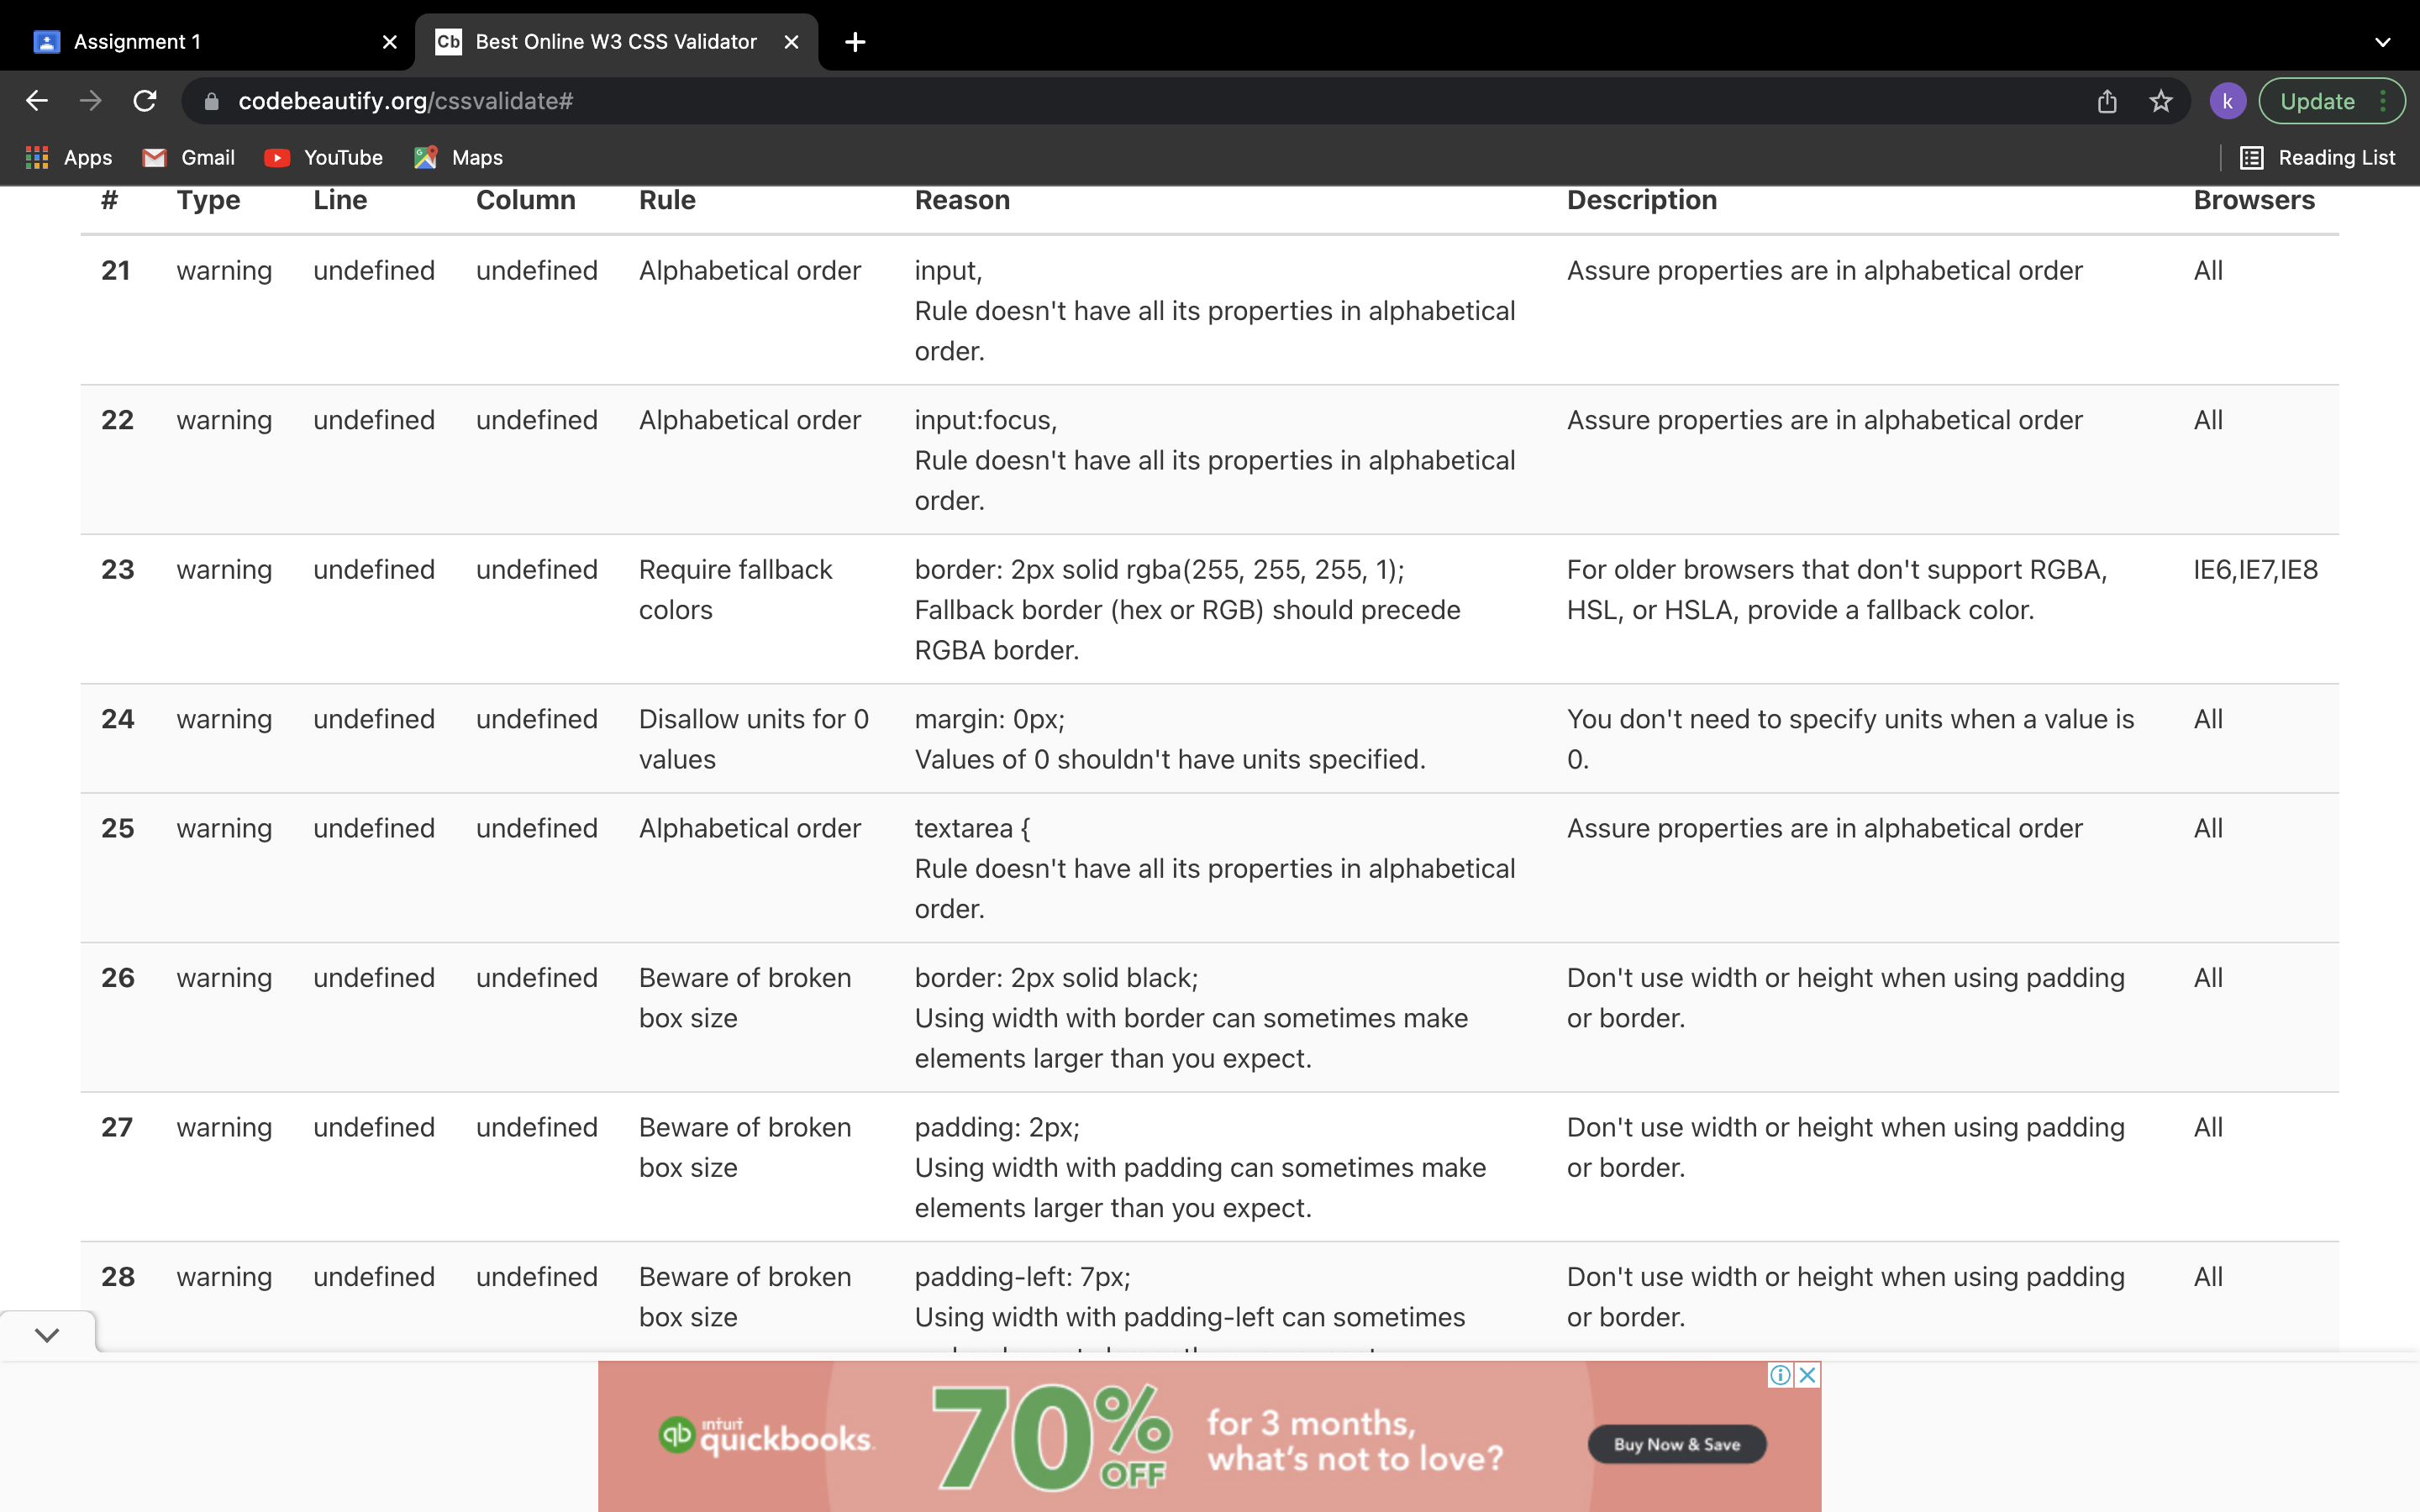 Assignment 1
Cb Best Online W3 CSS Validator
codebeautify.org/cssvalidate#
k
Update
Apps
Gmail
YouTube
Maps
Reading List
# Type Line Column Rule Reason Description Browsers
21 warning undefined undefined Alphabetical order input, Assure properties are in alphabetical order All
Rule doesn't have all its properties in alphabetical
order.
22 warning undefined undefined Alphabetical order input:focus, Assure properties are in alphabetical order All
Rule doesn't have all its properties in alphabetical
order.
23 warning undefined undefined Require fallback border: 2px solid rgba(255, 255, 255, 1); For older browsers that don't support RGBA, IE6,IE7,IE8
colors Fallback border (hex or RGB) should precede HSL, or HSLA, provide a fallback color.
RGBA border.
24 warning undefined undefined Disallow units for 0 margin: 0px; You don't need to specify units when a value is All
values Values of 0 shouldn't have units specified. 0.
25 warning undefined undefined Alphabetical order textarea { Assure properties are in alphabetical order All
Rule doesn't have all its properties in alphabetical
order.
26 warning undefined undefined Beware of broken border: 2px solid black; Don't use width or height when using padding All
box size Using width with border can sometimes make or border.
elements larger than you expect.
27 warning undefined undefined Beware of broken padding: 2px; Don't use width or height when using padding All
box size Using width with padding can sometimes make or border.
elements larger than you expect.
28 warning undefined undefined Beware of broken padding-left: 7px; Don't use width or height when using padding All
box size Using width with padding-left can sometimes or border.
qb intuit quickbooks.
70% OFF
for 3 months,
what's not to love?
Buy Now & Save